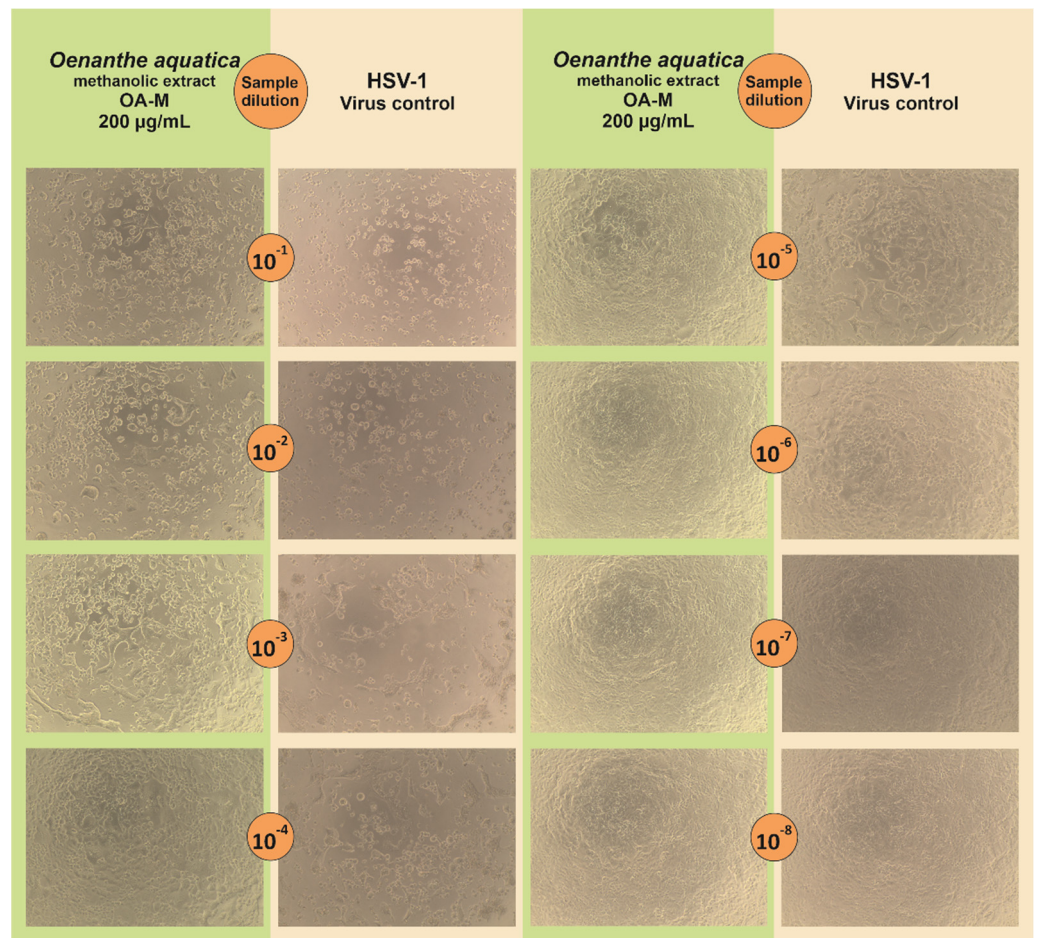 Oenanthe aquatica
methanolic extract
OA-M
200 µg/mL
Sample
dilution
HSV-1
Virus control
Oenanthe aquatica
methanolic extract
OA-M
200 µg/mL
Sample
dilution
HSV-1
Virus control
10⁻¹
10⁻⁵
10⁻²
10⁻⁶
10⁻³
10⁻⁷
10⁻⁴
10⁻⁸